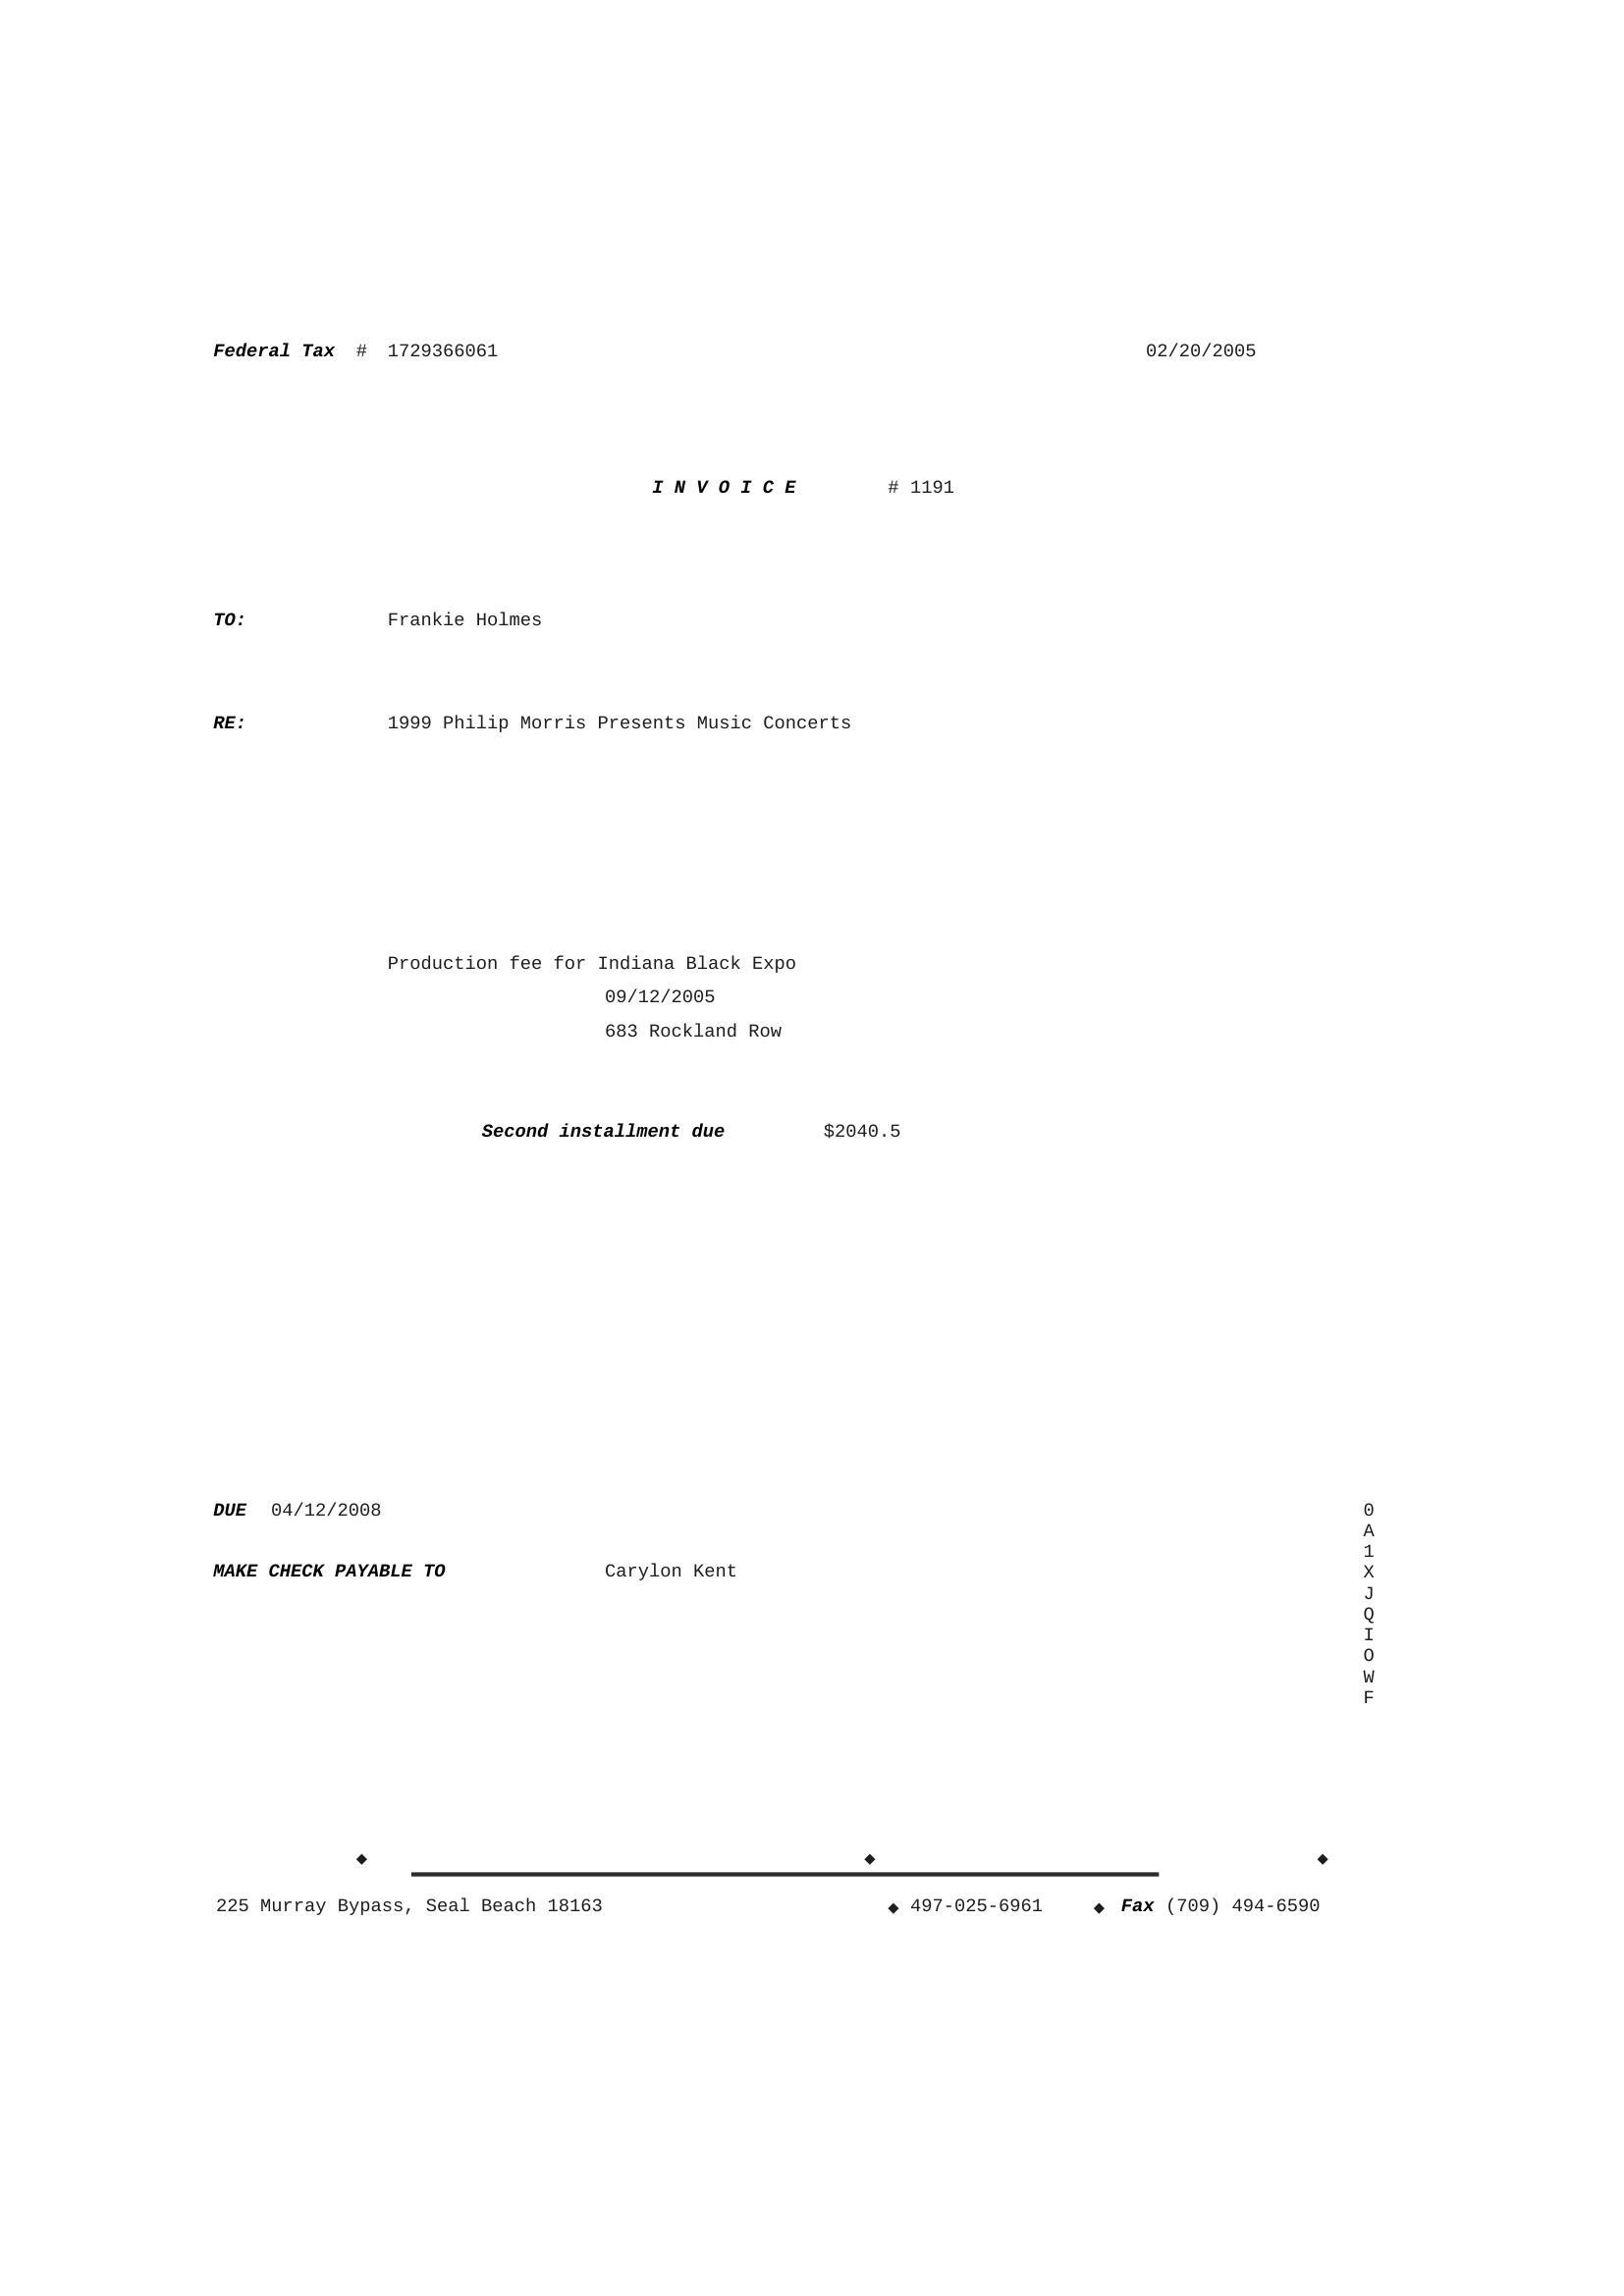 Federal Tax # 1729366061 02/20/2005
I N V O I C E # 1191
TO: Frankie Holmes
RE: 1999 Philip Morris Presents Music Concerts
Production fee for Indiana Black Expo
09/12/2005
683 Rockland Row
Second installment due $2040.5
DUE 04/12/2008
MAKE CHECK PAYABLE TO Carylon Kent
0A1XJQIOWF
225 Murray Bypass, Seal Beach 18163 ◆ 497-025-6961 ◆ Fax (709) 494-6590